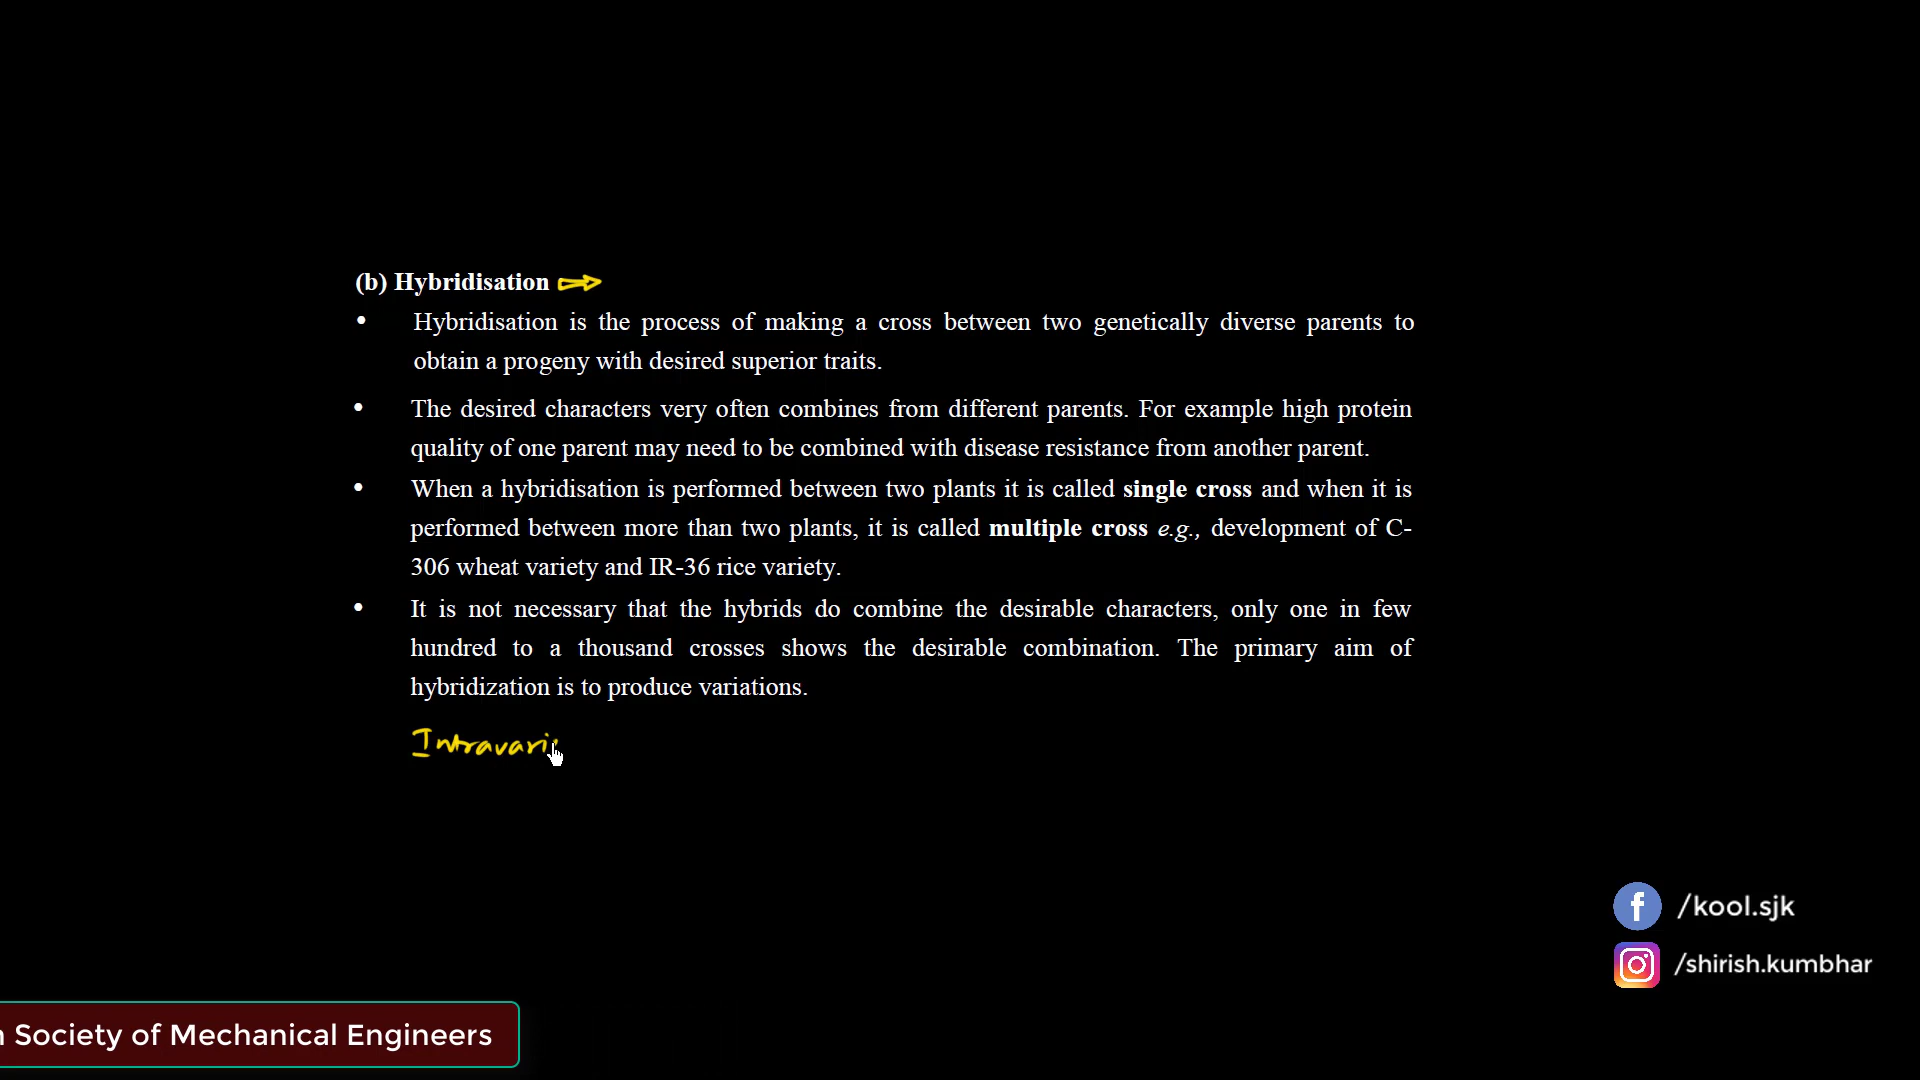 (b) Hybridisation
• Hybridisation is the process of making a cross between two genetically diverse parents to
obtain a progeny with desired superior traits.
• The desired characters very often combines from different parents. For example high protein
quality of one parent may need to be combined with disease resistance from another parent.
• When a hybridisation is performed between two plants it is called single cross and when it is
performed between more than two plants, it is called multiple cross e.g., development of C-
306 wheat variety and IR-36 rice variety.
• It is not necessary that the hybrids do combine the desirable characters, only one in few
hundred to a thousand crosses shows the desirable combination. The primary aim of
hybridization is to produce variations.
Intravari
/kool.sjk
/shirish.kumbhar
n Society of Mechanical Engineers